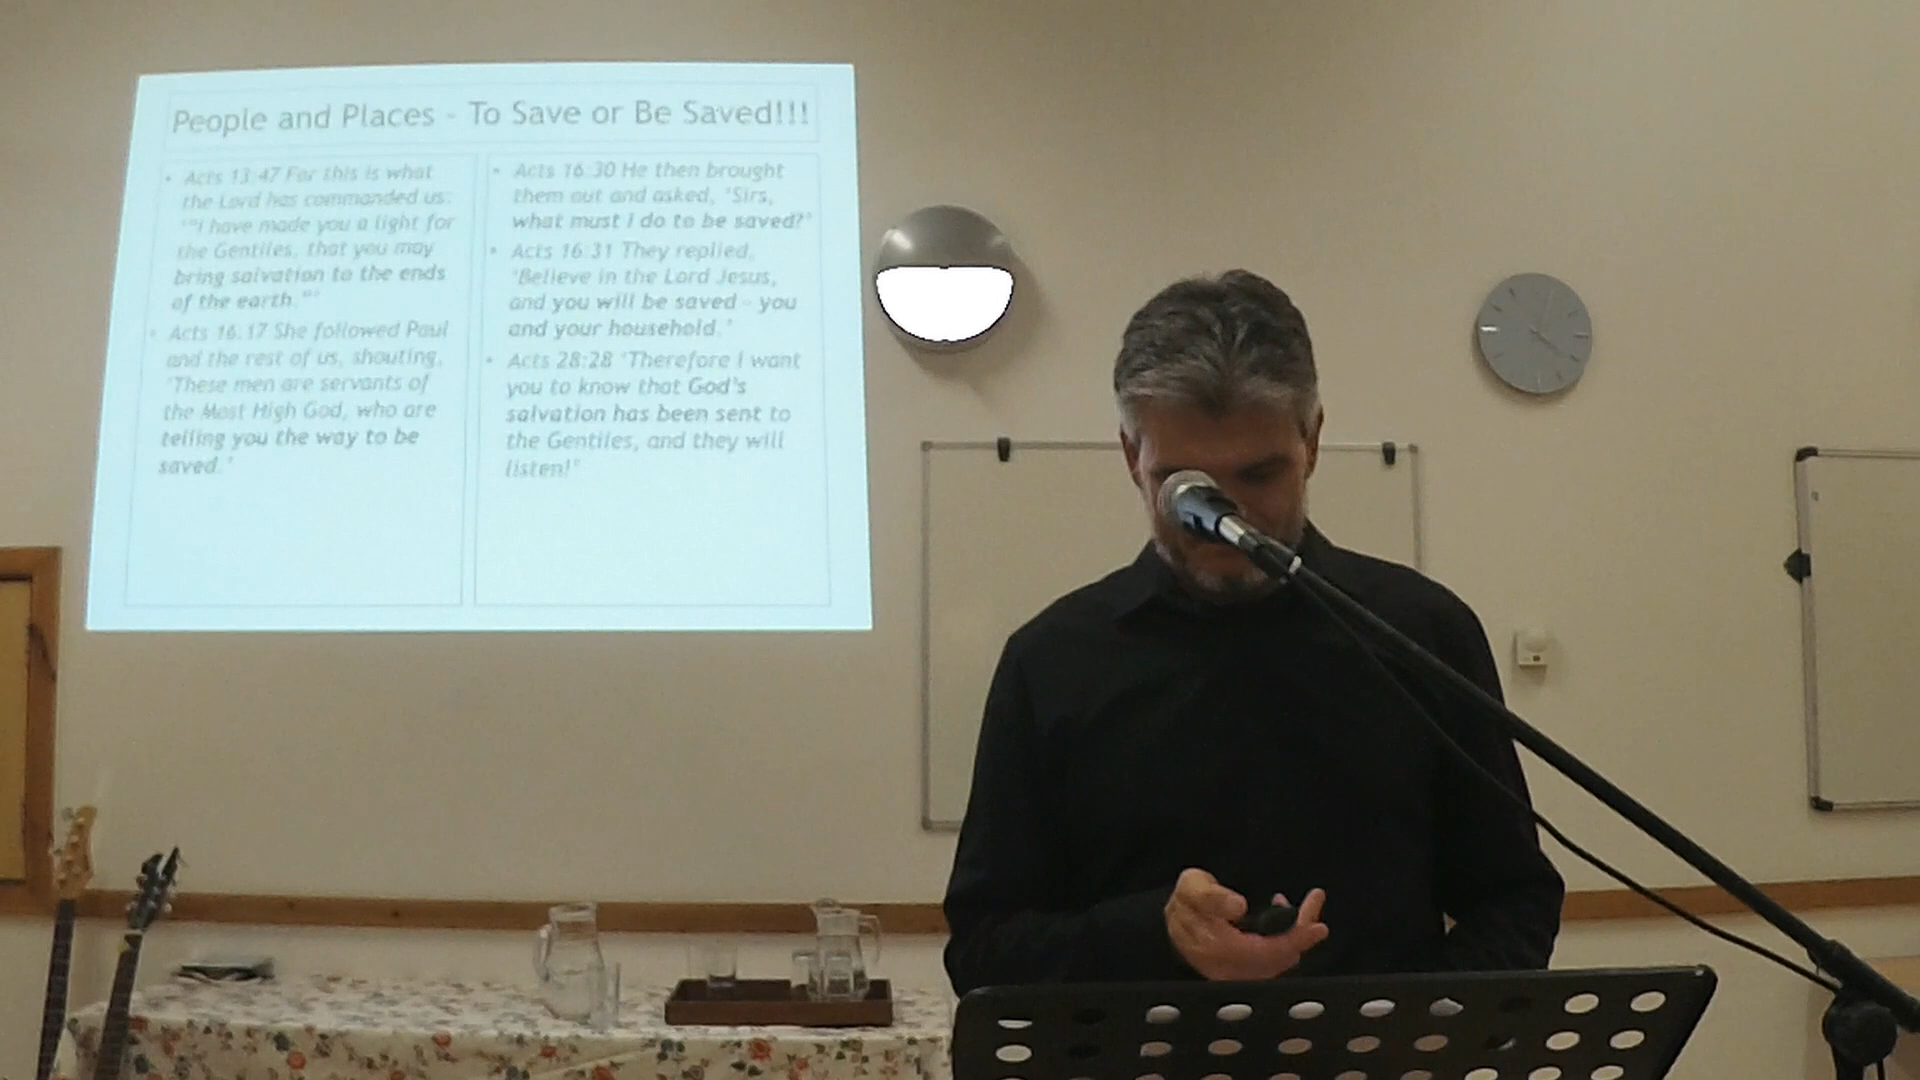 People and Places - To Save or Be Saved!!!
• Acts 13:47 For this is what
the Lord has commanded us:
'"I have made you a light for
the Gentiles, that you may
bring salvation to the ends
of the earth."'
• Acts 16:17 She followed Paul
and the rest of us, shouting,
'These men are servants of
the Most High God, who are
telling you the way to be
saved.'
• Acts 16:30 He then brought
them out and asked, 'Sirs,
what must I do to be saved?'
• Acts 16:31 They replied,
'Believe in the Lord Jesus,
and you will be saved - you
and your household.'
• Acts 28:28 'Therefore I want
you to know that God's
salvation has been sent to
the Gentiles, and they will
listen!'